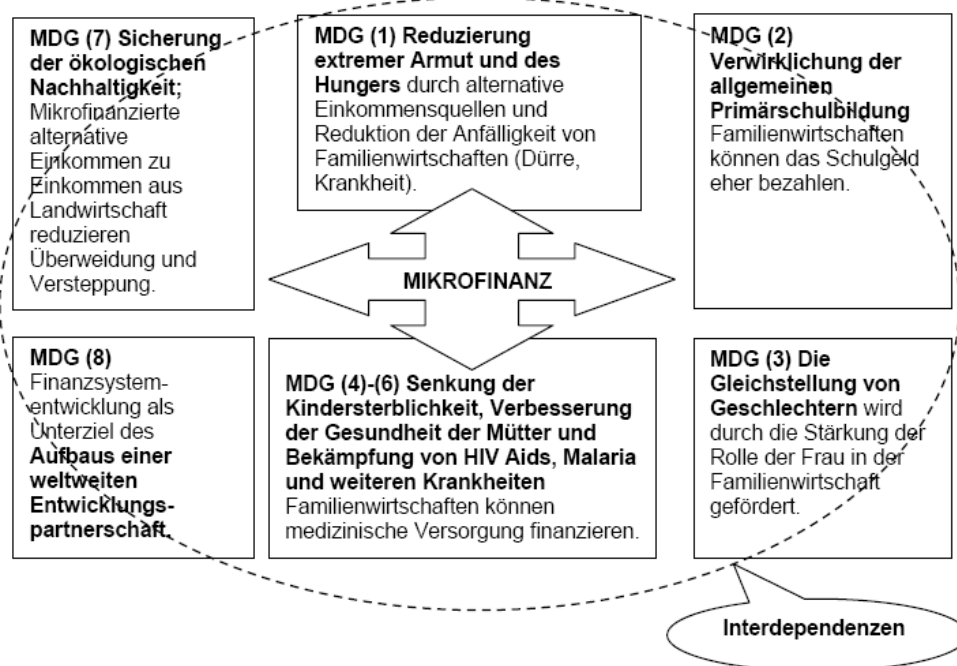 MDG (7) Sicherung
der ökologischen
Nachhaltigkeit;
Mikrofinanzierte
alternative
Einkommen zu
Einkommen aus
Landwirtschaft
reduzieren
Überweidung und
Versteppung.
MDG (1) Reduzierung
extremer Armut und des
Hungers durch alternative
Einkommensquellen und
Reduktion der Anfälligkeit von
Familienwirtschaften (Dürre,
Krankheit).
MDG (2)
Verwirklichung der
allgemeinen
Primärschulbildung
Familienwirtschaften
können das Schulgeld
eher bezahlen.
MIKROFINANZ
MDG (8)
Finanzsystem-
entwicklung als
Unterziel des
Aufbaus einer
weltweiten
Entwicklungs-
partnerschaft.
MDG (4)-(6) Senkung der
Kindersterblichkeit, Verbesserung
der Gesundheit der Mütter und
Bekämpfung von HIV Aids, Malaria
und weiteren Krankheiten
Familienwirtschaften können
medizinische Versorgung finanzieren.
MDG (3) Die
Gleichstellung von
Geschlechtern wird
durch die Stärkung der
Rolle der Frau in der
Familienwirtschaft
gefördert.
Interdependenzen